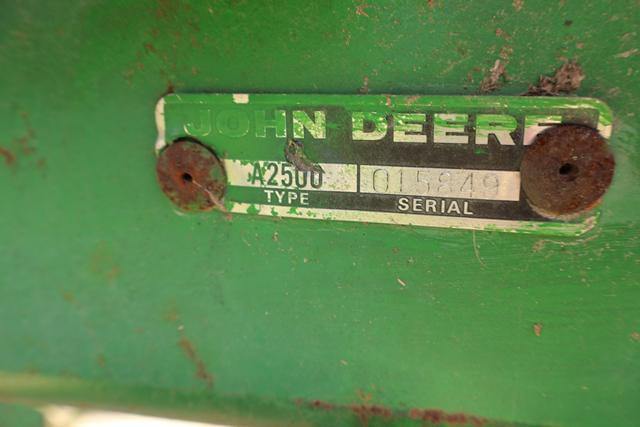 JOHN DEERE
A2500 015849
TYPE SERIAL